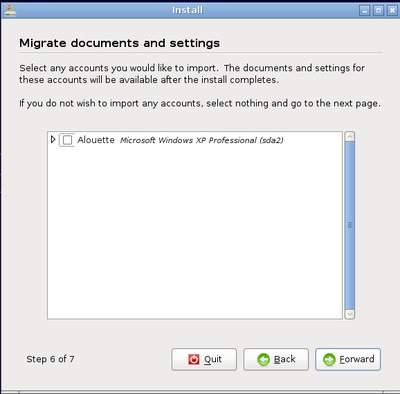 Install
Migrate documents and settings
Select any accounts you would like to import. The documents and settings for
these accounts will be available after the install completes.
If you do not wish to import any accounts, select nothing and go to the next page.
Alouette Microsoft Windows XP Professional (sda2)
Step 6 of 7
Quit
Back
Forward